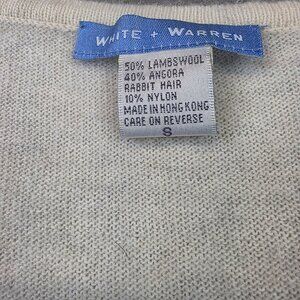 WHITE + WARREN
50% LAMBSWOOL
40% ANGORA
RABBIT HAIR
10% NYLON
MADE IN HONG KONG
CARE ON REVERSE
S